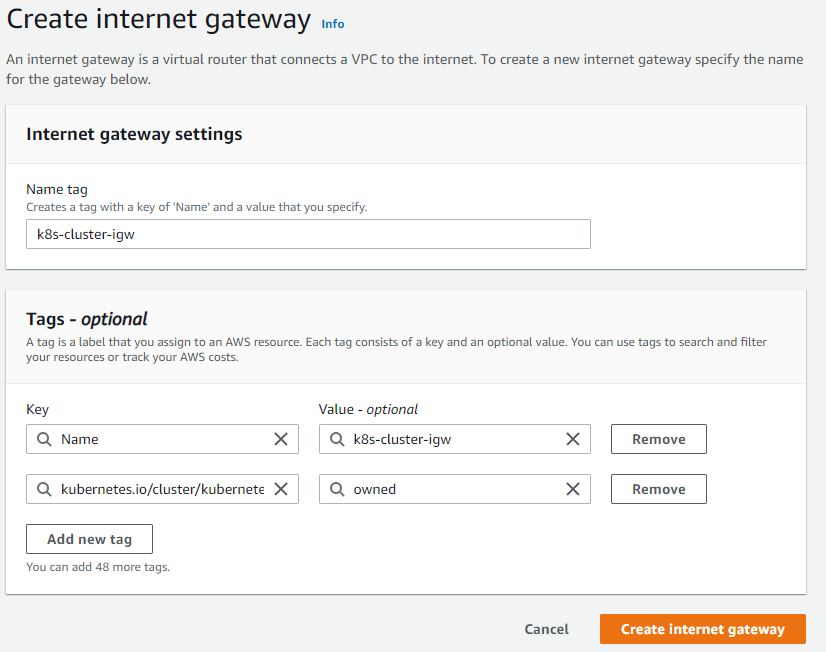 Create internet gateway Info
An internet gateway is a virtual router that connects a VPC to the internet. To create a new internet gateway specify the name
for the gateway below.
Internet gateway settings
Name tag
Creates a tag with a key of 'Name' and a value that you specify.
k8s-cluster-igw
Tags - optional
A tag is a label that you assign to an AWS resource. Each tag consists of a key and an optional value. You can use tags to search and filter
your resources or track your AWS costs.
Key Value - optional
Name k8s-cluster-igw Remove
kubernetes.io/cluster/kubernete owned Remove
Add new tag
You can add 48 more tags.
Cancel Create internet gateway